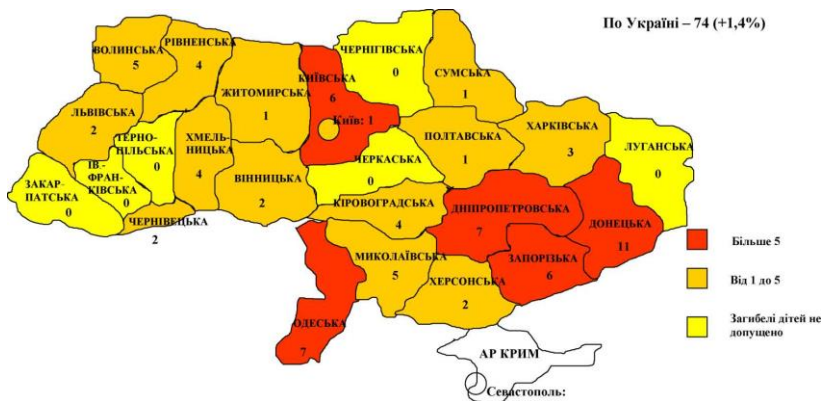 По Україні – 74 (+1,4%)
ВОЛИНСЬКА
5
РІВНЕНСЬКА
4
ЖИТОМИРСЬКА
1
КИЇВСЬКА
6
Київ: 1
ЧЕРНІГІВСЬКА
0
СУМСЬКА
1
ЛЬВІВСЬКА
2
ТЕРНО-
ПІЛЬСЬКА
0
ХМЕЛЬ-
НИЦЬКА
4
ВІННИЦЬКА
2
ЧЕРКАСЬКА
0
ПОЛТАВСЬКА
1
ХАРКІВСЬКА
3
ЛУГАНСЬКА
0
ЗАКАР-
ПАТСЬКА
0
ІВ.-
ФРАН-
КІВСЬКА
0
ЧЕРНІВЕЦЬКА
2
КІРОВОГРАДСЬКА
4
ДНІПРОПЕТРОВСЬКА
7
ДОНЕЦЬКА
11
ЗАПОРІЗЬКА
6
МИКОЛАЇВСЬКА
5
ХЕРСОНСЬКА
2
ОДЕСЬКА
7
АР КРИМ
Севастополь:
Більше 5
Від 1 до 5
Загибелі дітей не
допущено